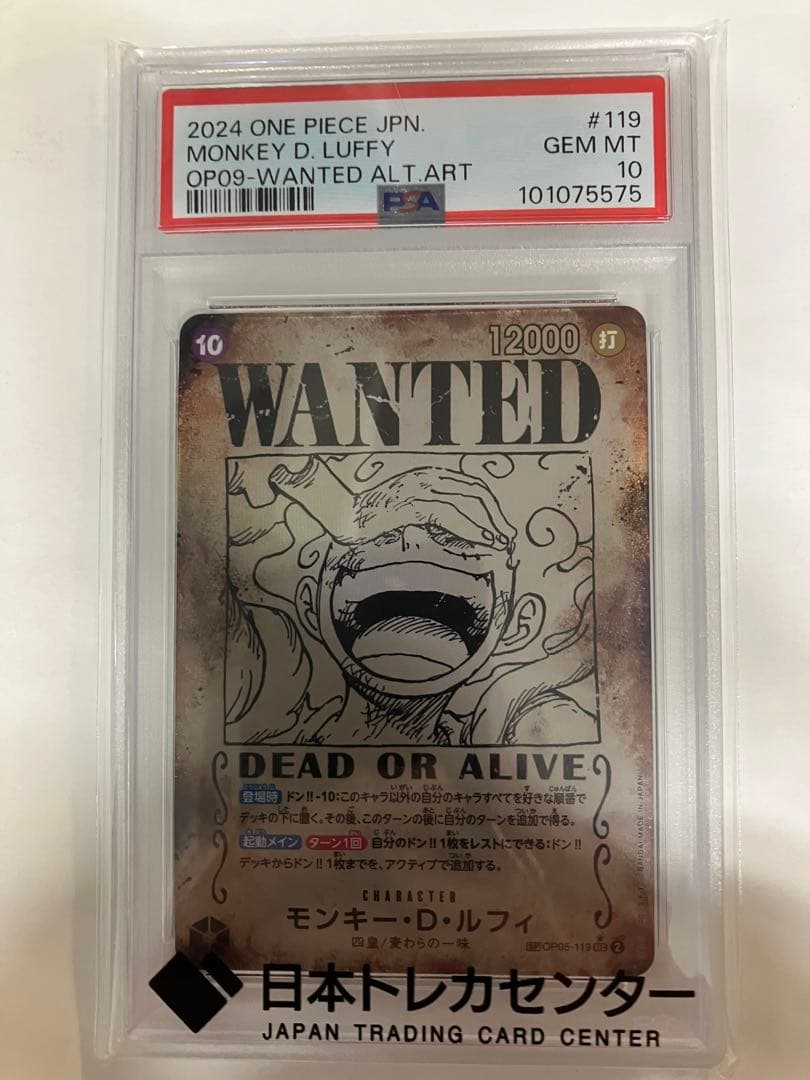 2024 ONE PIECE JPN. #119
MONKEY D. LUFFY GEM MT
OP09-WANTED ALT.ART 10
PSA 101075575
10 12000 打
WANTED
DEAD OR ALIVE
登場時 ドン!!-10:このキャラ以外の自分のキャラすべてを好きな順番で
デッキの下に置く。その後、このターンの後に自分のターンを追加で得る。
起動メイン ターン1回 自分のドン!!1枚をレストにできる:ドン!!
デッキからドン!!1枚までを、アクティブで追加する。
CHARACTER
モンキー・D・ルフィ
四皇/麦わらの一味
OP05-119 2
BANDAI MADE IN JAPAN
日本トレカセンター
JAPAN TRADING CARD CENTER